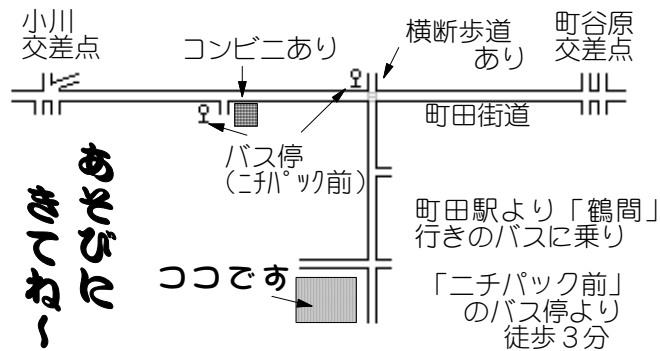 小川
交差点
コンビニあり
横断歩道
あり
町谷原
交差点
町田街道
バス停
(ニチパック前)
あそびに
きてね~
町田駅より「鶴間」
行きのバスに乗り
ココです
「ニチパック前」
のバス停より
徒歩3分